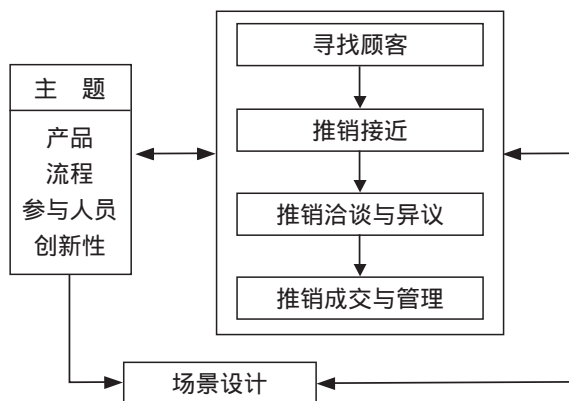 主 题
产品
流程
参与人员
创新性
寻找顾客
推销接近
推销洽谈与异议
推销成交与管理
场景设计